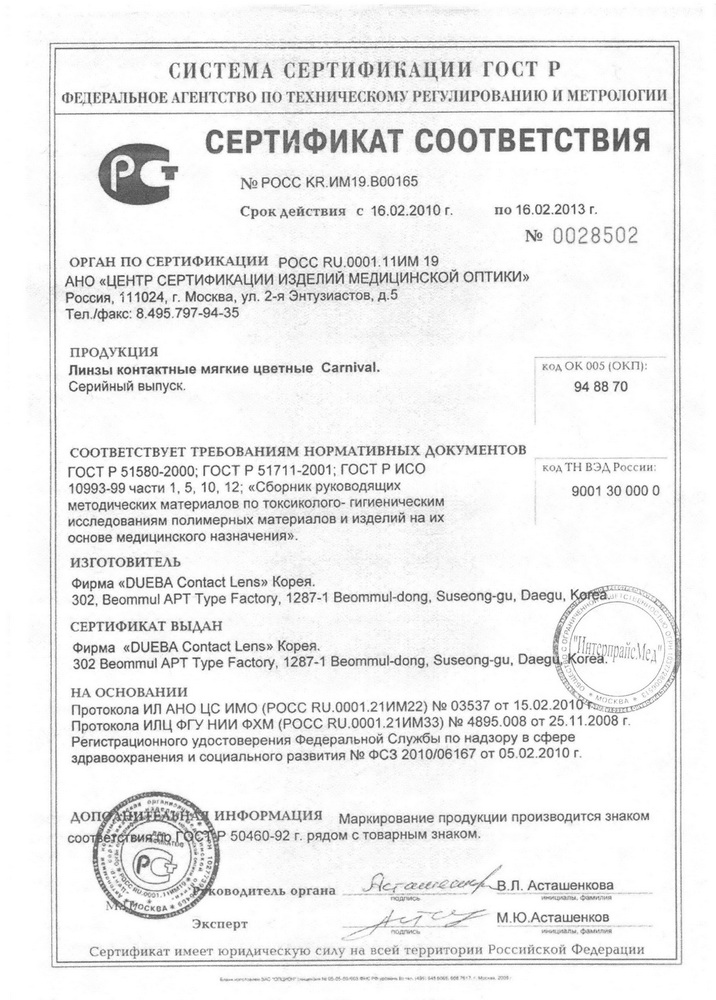 СИСТЕМА СЕРТИФИКАЦИИ ГОСТ Р
ФЕДЕРАЛЬНОЕ АГЕНТСТВО ПО ТЕХНИЧЕСКОМУ РЕГУЛИРОВАНИЮ И МЕТРОЛОГИИ
СЕРТИФИКАТ СООТВЕТСТВИЯ
№ РОСС KR.ИМ19.В00165
Срок действия с 16.02.2010 г. по 16.02.2013 г.
№ 0028502
ОРГАН ПО СЕРТИФИКАЦИИ РОСС RU.0001.11ИМ 19
АНО «ЦЕНТР СЕРТИФИКАЦИИ ИЗДЕЛИЙ МЕДИЦИНСКОЙ ОПТИКИ»
Россия, 111024, г. Москва, ул. 2-я Энтузиастов, д.5
Тел./факс: 8.495.797-94-35
ПРОДУКЦИЯ
Линзы контактные мягкие цветные Carnival.
Серийный выпуск.
код ОК 005 (ОКП):
94 88 70
СООТВЕТСТВУЕТ ТРЕБОВАНИЯМ НОРМАТИВНЫХ ДОКУМЕНТОВ
ГОСТ Р 51580-2000; ГОСТ Р 51711-2001; ГОСТ Р ИСО
10993-99 части 1, 5, 10, 12; «Сборник руководящих
методических материалов по токсиколого- гигиеническим
исследованиям полимерных материалов и изделий на их
основе медицинского назначения».
код ТН ВЭД России:
9001 30 000 0
ИЗГОТОВИТЕЛЬ
Фирма «DUEBA Contact Lens» Корея.
302, Beommul APT Type Factory, 1287-1 Beommul-dong, Suseong-gu, Daegu, Korea.
СЕРТИФИКАТ ВЫДАН
Фирма «DUEBA Contact Lens» Корея.
302 Beommul APT Type Factory, 1287-1 Beommul-dong, Suseong-gu, Daegu, Korea.
"ИнтерпрайсМед"
МОСКВА
НА ОСНОВАНИИ
Протокола ИЛ АНО ЦС ИМО (РОСС RU.0001.21ИМ22) № 03537 от 15.02.2010 г.
Протокола ИЛЦ ФГУ НИИ ФХМ (РОСС RU.0001.21ИМ33) № 4895.008 от 25.11.2008 г.
Регистрационного удостоверения Федеральной Службы по надзору в сфере
здравоохранения и социального развития № ФСЗ 2010/06167 от 05.02.2010 г.
ДОПОЛНИТЕЛЬНАЯ ИНФОРМАЦИЯ Маркирование продукции производится знаком
соответствия по ГОСТ Р 50460-92 г. рядом с товарным знаком.
РОСС RU.0001.11ИМ19
МОСКВА
Руководитель органа
подпись
В.Л. Асташенкова
инициалы, фамилия
Эксперт
подпись
М.Ю.Асташенков
инициалы, фамилия
Сертификат имеет юридическую силу на всей территории Российской Федерации